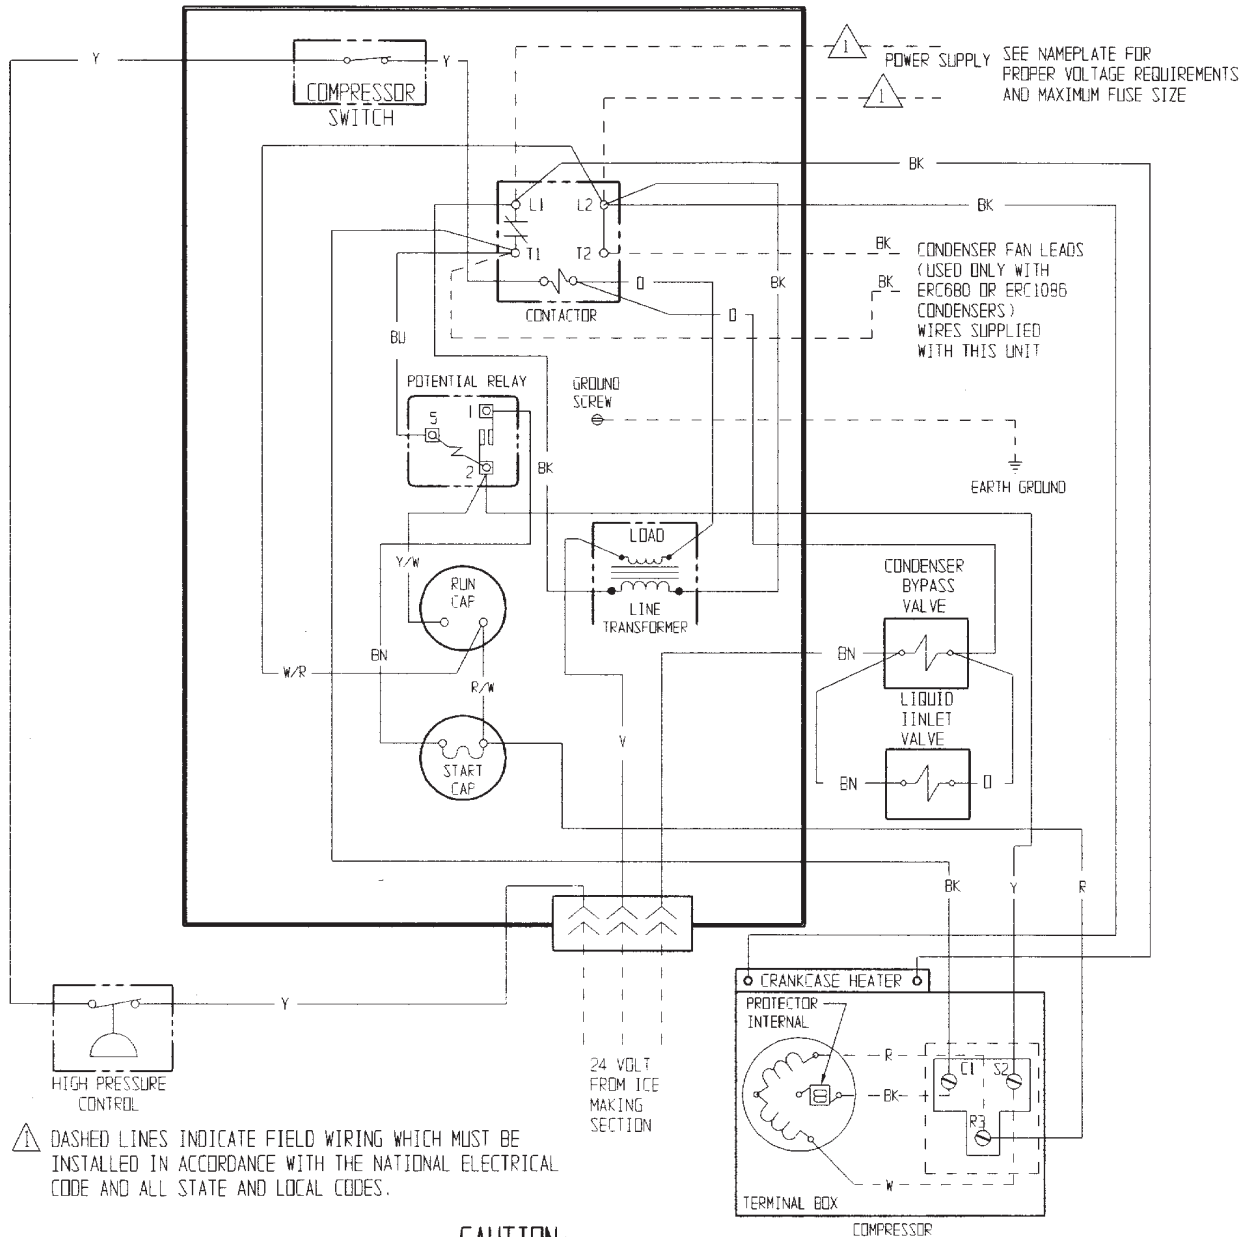 Y
Y
COMPRESSOR
SWITCH
1
POWER SUPPLY
SEE NAMEPLATE FOR
PROPER VOLTAGE REQUIREMENTS
AND MAXIMUM FUSE SIZE
1
BK
BK
L1
L2
T1
T2
CONTACTOR
O
O
BK
BK
BK
CONDENSER FAN LEADS
(USED ONLY WITH
ERC680 OR ERC1086
CONDENSERS)
WIRES SUPPLIED
WITH THIS UNIT
BU
POTENTIAL RELAY
5
1
2
BK
GROUND
SCREW
EARTH GROUND
LOAD
LINE
TRANSFORMER
Y/W
RUN
CAP
CONDENSER
BYPASS
VALVE
BN
BN
W/R
R/W
LIQUID
IINLET
VALVE
V
START
CAP
BN
O
BK
Y
R
CRANKCASE HEATER
PROTECTOR
INTERNAL
R
C1
S2
BK
R3
W
TERMINAL BOX
COMPRESSOR
Y
HIGH PRESSURE
CONTROL
24 VOLT
FROM ICE
MAKING
SECTION
1
DASHED LINES INDICATE FIELD WIRING WHICH MUST BE
INSTALLED IN ACCORDANCE WITH THE NATIONAL ELECTRICAL
CODE AND ALL STATE AND LOCAL CODES.
CAUTION